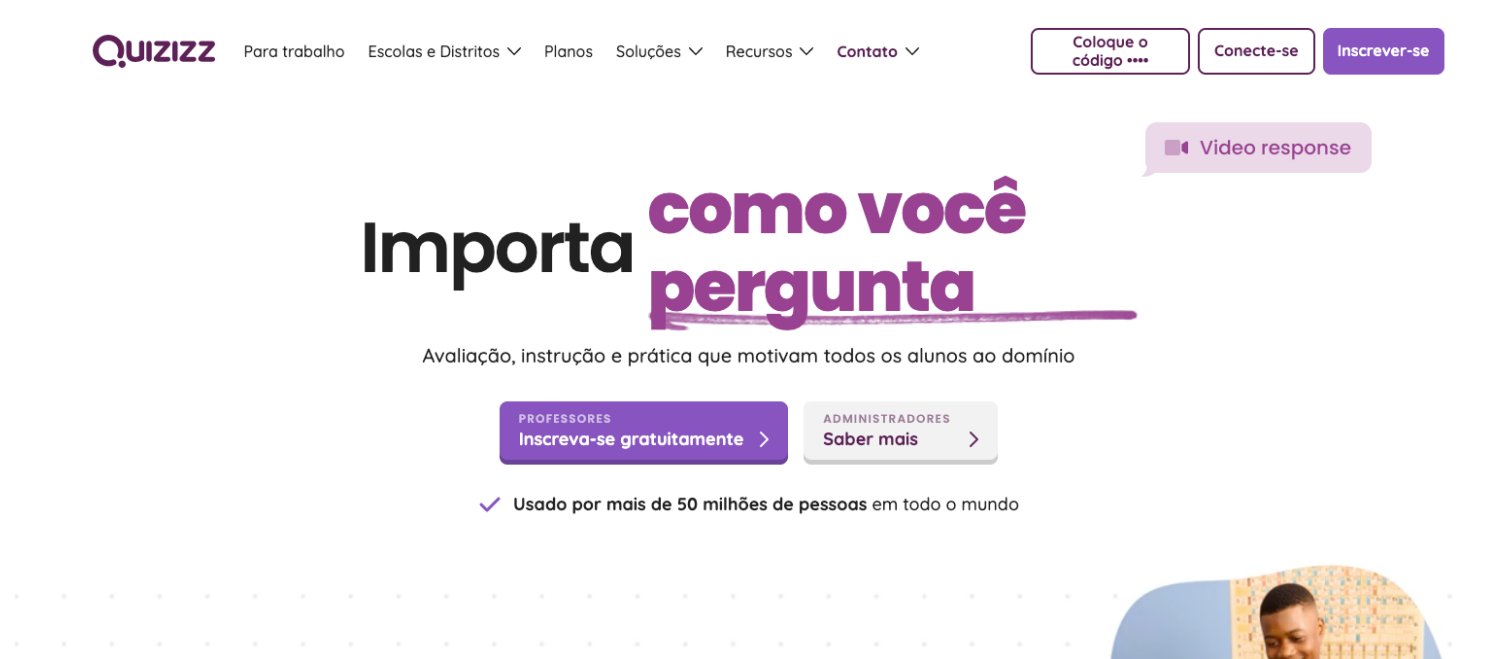 QUIZIZZ
Para trabalho
Escolas e Distritos
Planos
Soluções
Recursos
Contato
Coloque o
código ••••
Conecte-se
Inscrever-se
Video response
Importa
como você
pergunta
Avaliação, instrução e prática que motivam todos os alunos ao domínio
PROFESSORES
Inscreva-se gratuitamente
ADMINISTRADORES
Saber mais
Usado por mais de 50 milhões de pessoas em todo o mundo